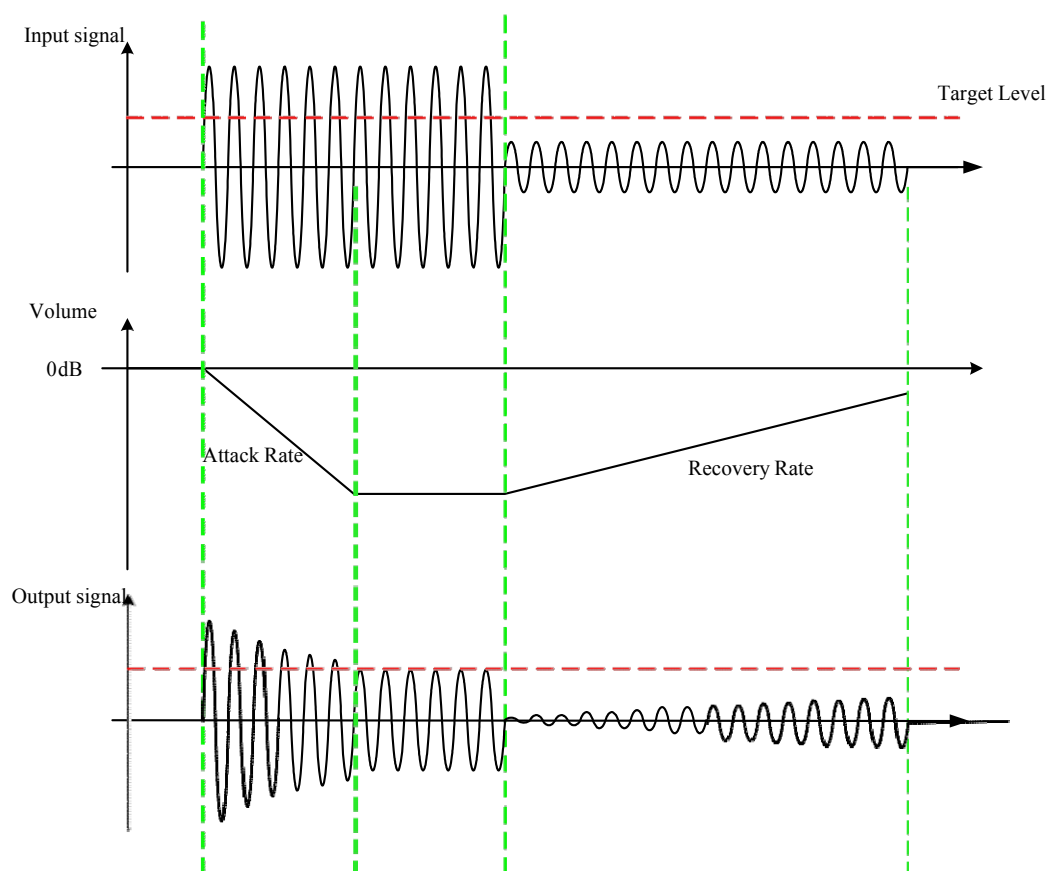 Input signal
Target Level
Volume
0dB
Attack Rate
Recovery Rate
Output signal